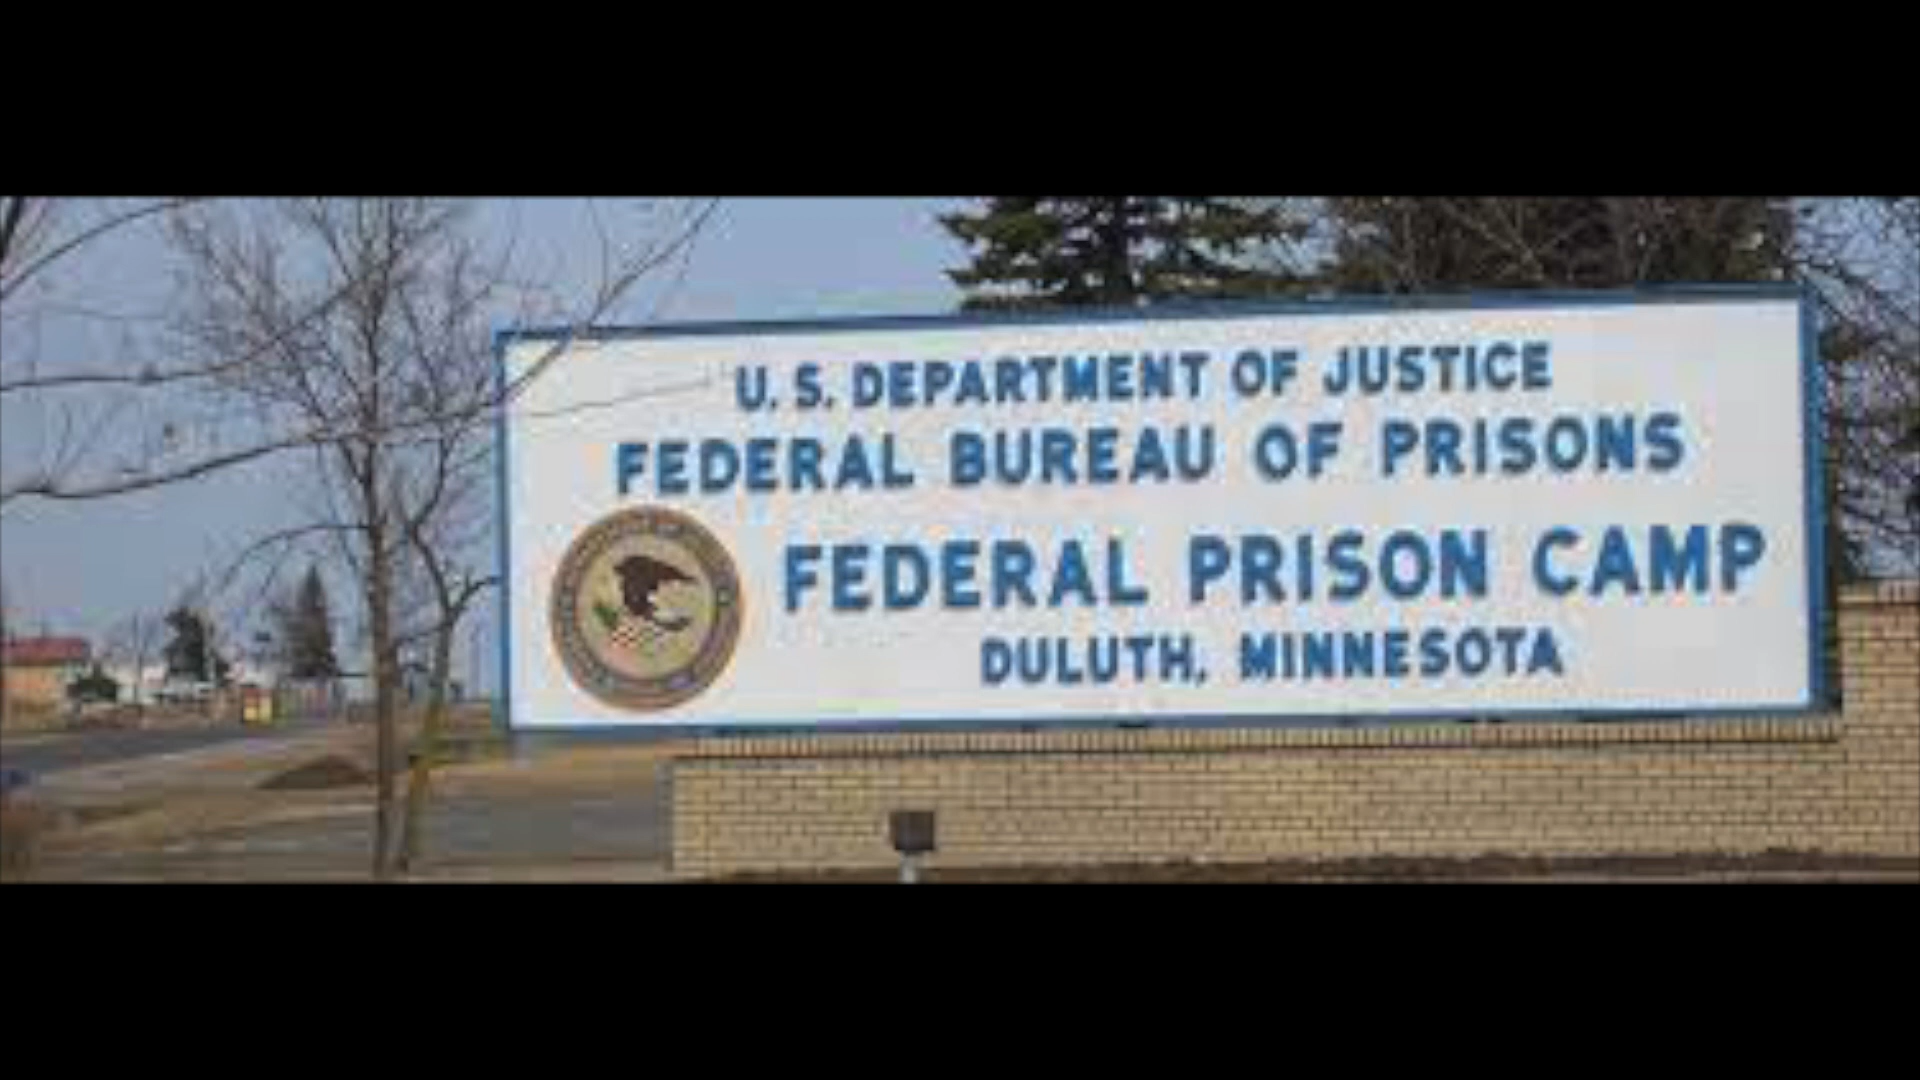 U. S. DEPARTMENT OF JUSTICE
FEDERAL BUREAU OF PRISONS
FEDERAL PRISON CAMP
DULUTH, MINNESOTA